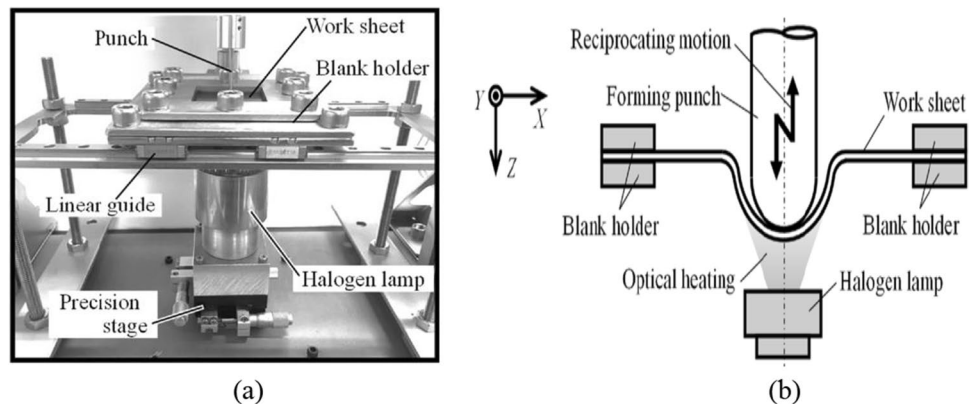 Punch
Work sheet
Blank holder
Linear guide
Halogen lamp
Precision
stage
(a)
Reciprocating motion
Forming punch
Work sheet
Y
X
Z
Blank holder
Blank holder
Optical heating
Halogen lamp
(b)